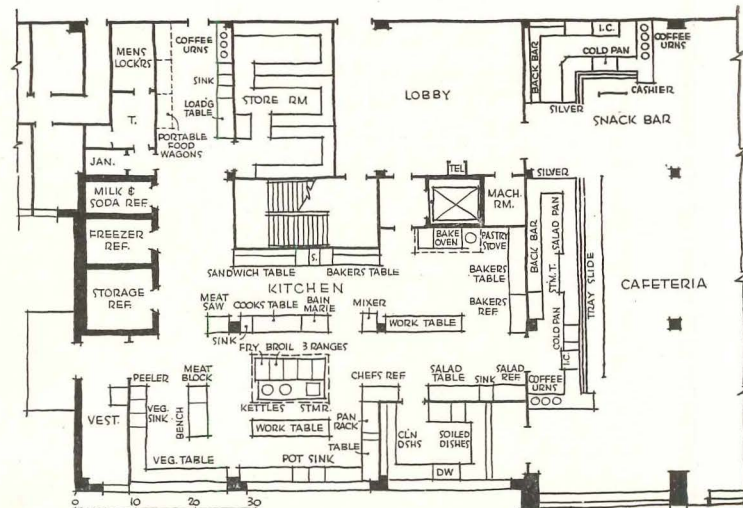 MENS
LOCK'RS
T.
JAN.
COFFEE
URNS
SINK
LOAD'G
TABLE
PORTABLE
FOOD
WAGONS
STORE RM
LOBBY
TEL
MACH.
RM.
BACK BAR
I.C.
COLD PAN
COFFEE
URNS
CASHIER
SILVER
SNACK BAR
MILK &
SODA REF.
FREEZER
REF.
STORAGE
REF.
S.
SANDWICH TABLE
BAKERS TABLE
BAKE
OVEN
PASTRY
STOVE
BAKERS
TABLE
BAKERS
REF.
SILVER
BACK BAR
SALAD PAN
STM. T.
COLD PAN
I.C.
TRAY SLIDE
CAFETERIA
COFFEE
URNS
KITCHEN
MEAT
SAW
COOKS TABLE
BAIN
MARIE
SINK
MIXER
WORK TABLE
FRY. BROIL 3 RANGES
KETTLES STMR.
WORK TABLE
CHEFS REF.
SALAD
TABLE
SINK
SALAD
REF
PEELER
MEAT
BLOCK
VEST.
VEG.
SINK
BENCH
VEG. TABLE
POT SINK
PAN
RACK
TABLE
CL'N
DSHS
SOILED
DISHES
DW
0 10 20 30